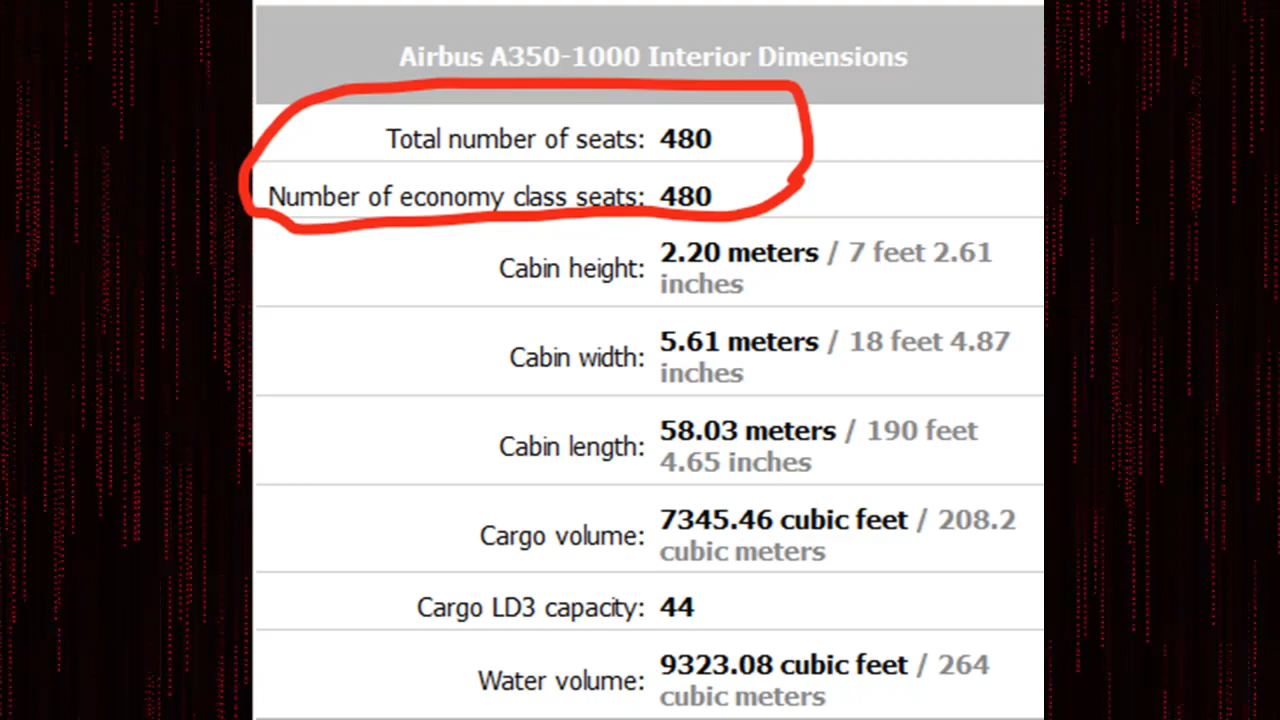 Airbus A350-1000 Interior Dimensions
Total number of seats: 480
Number of economy class seats: 480
Cabin height: 2.20 meters / 7 feet 2.61
inches
Cabin width: 5.61 meters / 18 feet 4.87
inches
Cabin length: 58.03 meters / 190 feet
4.65 inches
Cargo volume: 7345.46 cubic feet / 208.2
cubic meters
Cargo LD3 capacity: 44
Water volume: 9323.08 cubic feet / 264
cubic meters